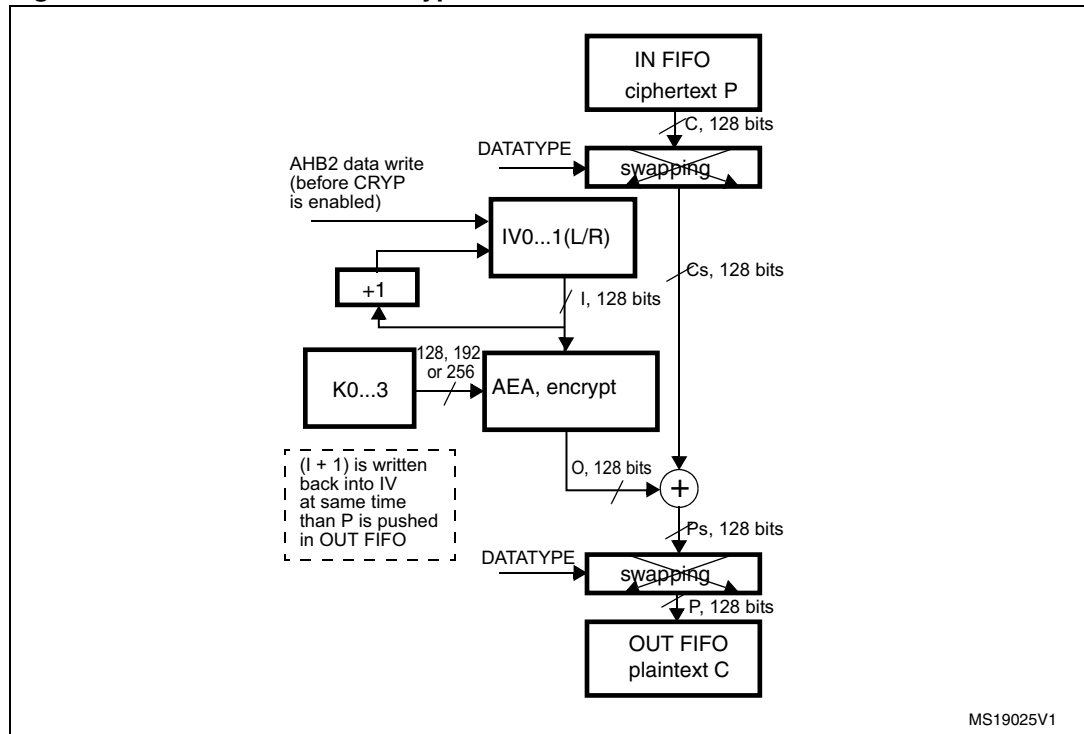 IN FIFO
ciphertext P
C, 128 bits
DATATYPE
swapping
AHB2 data write
(before CRYP
is enabled)
IV0...1(L/R)
Cs, 128 bits
+1
I, 128 bits
128, 192
or 256
K0...3
AEA, encrypt
(I + 1) is written
back into IV
at same time
than P is pushed
in OUT FIFO
O, 128 bits
+
Ps, 128 bits
DATATYPE
swapping
P, 128 bits
OUT FIFO
plaintext C
MS19025V1